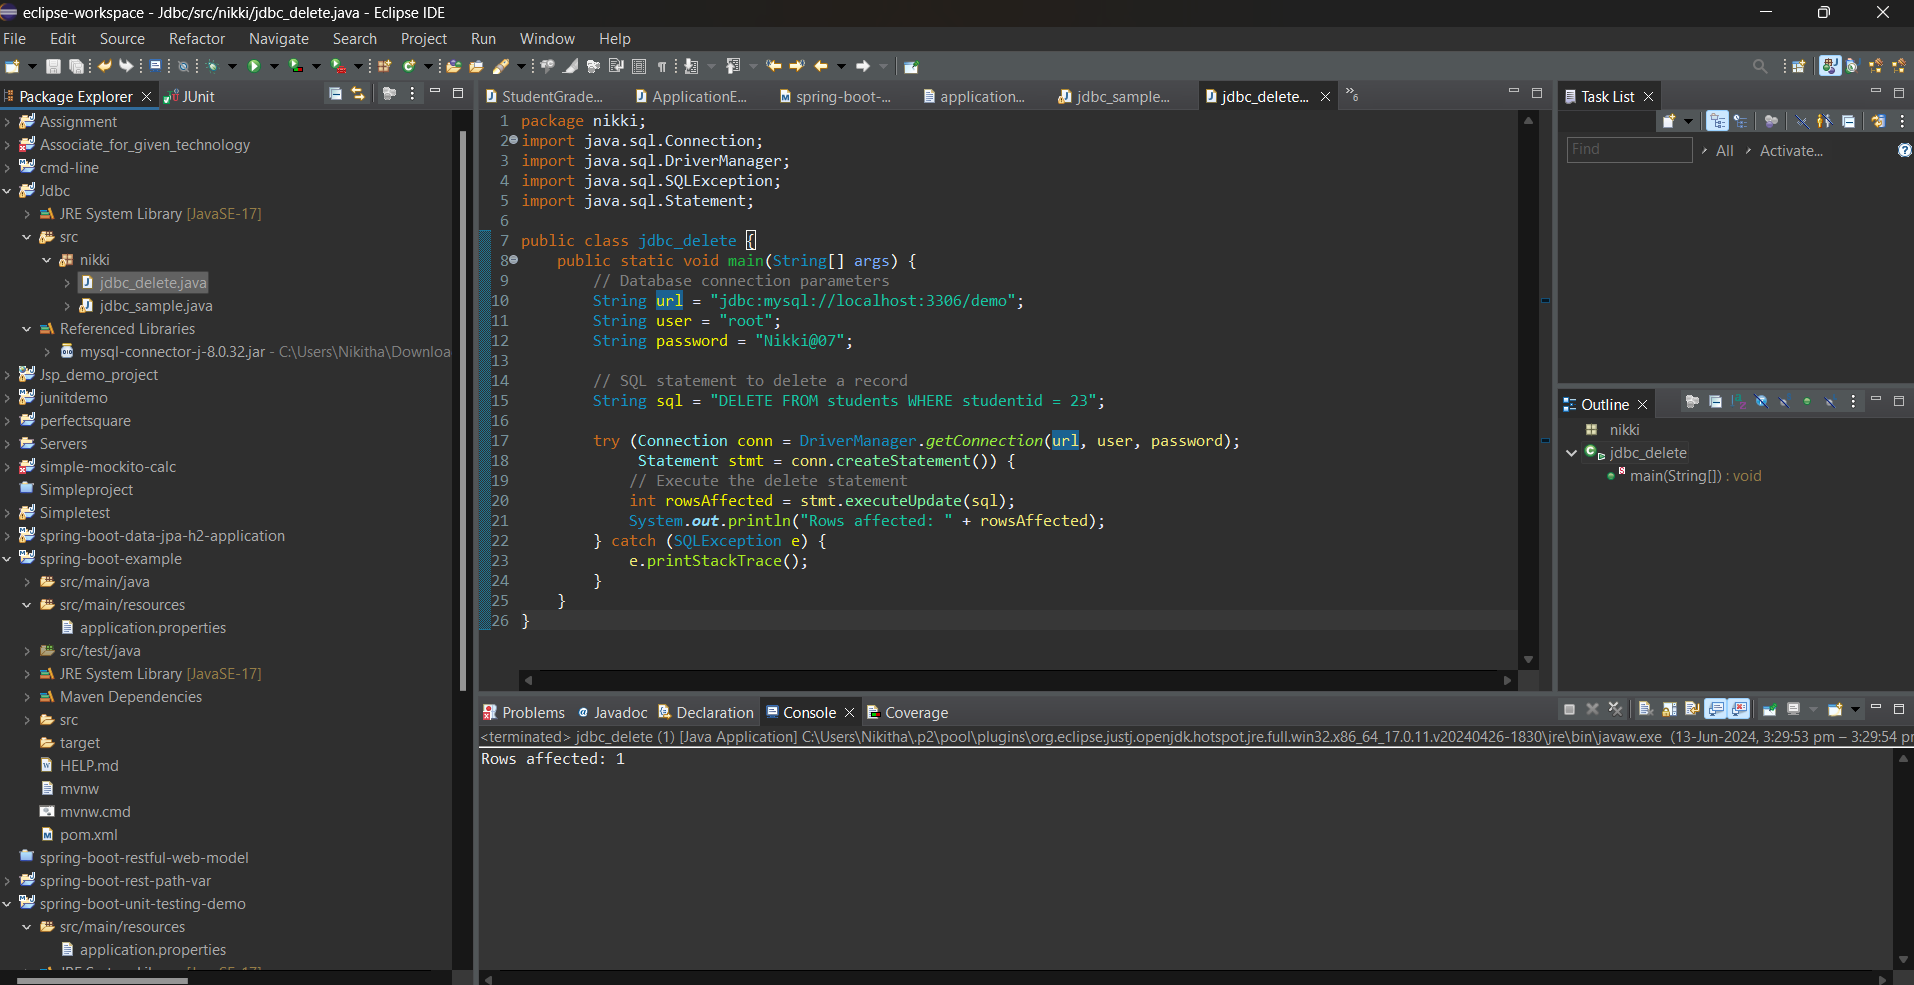 eclipse-workspace - Jdbc/src/nikki/jdbc_delete.java - Eclipse IDE
File Edit Source Refactor Navigate Search Project Run Window Help
Package Explorer
JUnit
Assignment
Associate_for_given_technology
cmd-line
Jdbc
JRE System Library [JavaSE-17]
src
nikki
jdbc_delete.java
jdbc_sample.java
Referenced Libraries
mysql-connector-j-8.0.32.jar - C:\Users\Nikitha\Downloa
Jsp_demo_project
junitdemo
perfectsquare
Servers
simple-mockito-calc
Simpleproject
Simpletest
spring-boot-data-jpa-h2-application
spring-boot-example
src/main/java
src/main/resources
application.properties
src/test/java
JRE System Library [JavaSE-17]
Maven Dependencies
src
target
HELP.md
mvnw
mvnw.cmd
pom.xml
spring-boot-restful-web-model
spring-boot-rest-path-var
spring-boot-unit-testing-demo
src/main/resources
application.properties
StudentGrade... ApplicationE... spring-boot-... application... jdbc_sample... jdbc_delete... »6
1 package nikki;
2 import java.sql.Connection;
3 import java.sql.DriverManager;
4 import java.sql.SQLException;
5 import java.sql.Statement;
6
7 public class jdbc_delete {
8 public static void main(String[] args) {
9 // Database connection parameters
10 String url = "jdbc:mysql://localhost:3306/demo";
11 String user = "root";
12 String password = "Nikki@07";
13
14 // SQL statement to delete a record
15 String sql = "DELETE FROM students WHERE studentid = 23";
16
17 try (Connection conn = DriverManager.getConnection(url, user, password);
18 Statement stmt = conn.createStatement()) {
19 // Execute the delete statement
20 int rowsAffected = stmt.executeUpdate(sql);
21 System.out.println("Rows affected: " + rowsAffected);
22 } catch (SQLException e) {
23 e.printStackTrace();
24 }
25 }
26 }
Problems Javadoc Declaration Console Coverage
<terminated> jdbc_delete (1) [Java Application] C:\Users\Nikitha\.p2\pool\plugins\org.eclipse.justj.openjdk.hotspot.jre.full.win32.x86_64_17.0.11.v20240426-1830\jre\bin\javaw.exe (13-Jun-2024, 3:29:53 pm – 3:29:54 pr
Rows affected: 1
Task List
Find All Activate...
Outline
nikki
jdbc_delete
main(String[]) : void